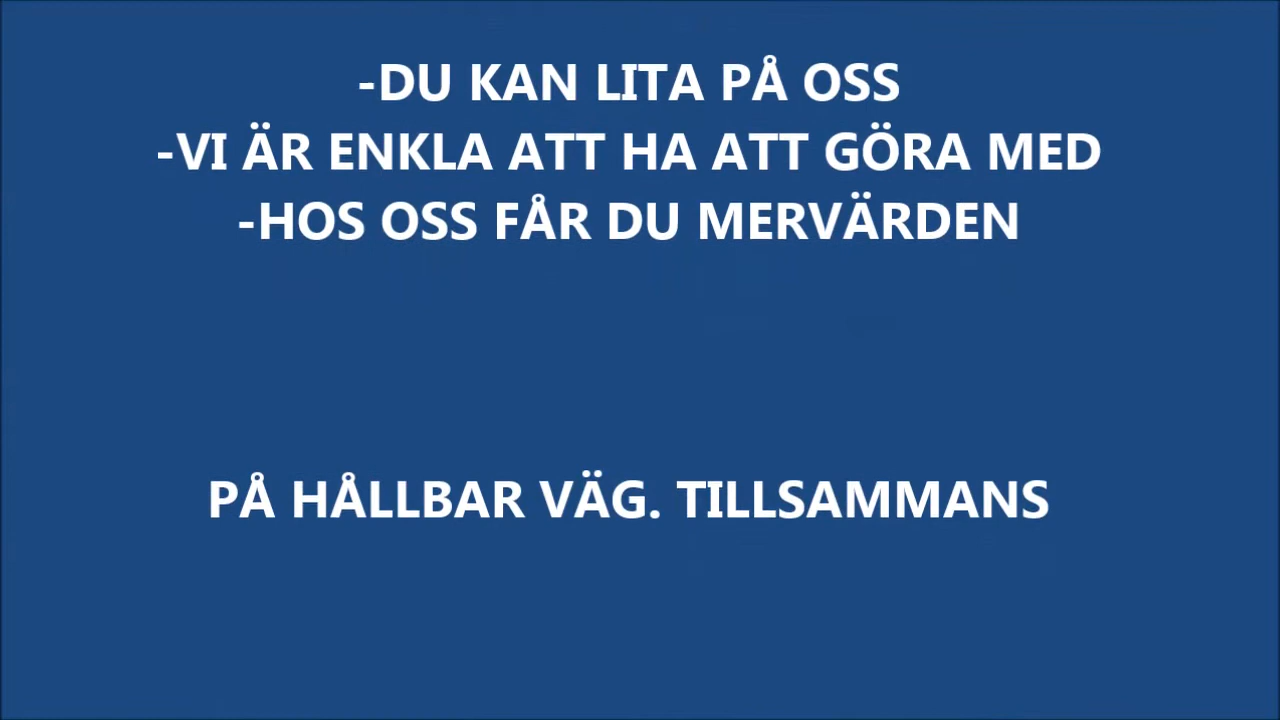 -DU KAN LITA PÅ OSS
-VI ÄR ENKLA ATT HA ATT GÖRA MED
-HOS OSS FÅR DU MERVÄRDEN
PÅ HÅLLBAR VÄG. TILLSAMMANS